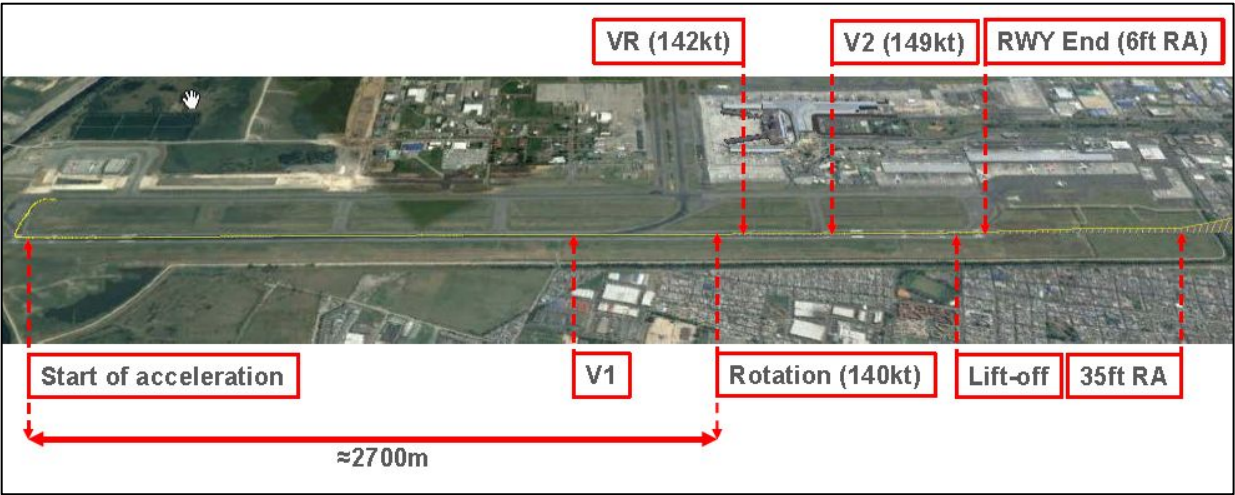 VR (142kt)
V2 (149kt)
RWY End (6ft RA)
Start of acceleration
V1
Rotation (140kt)
Lift-off
35ft RA
≈2700m